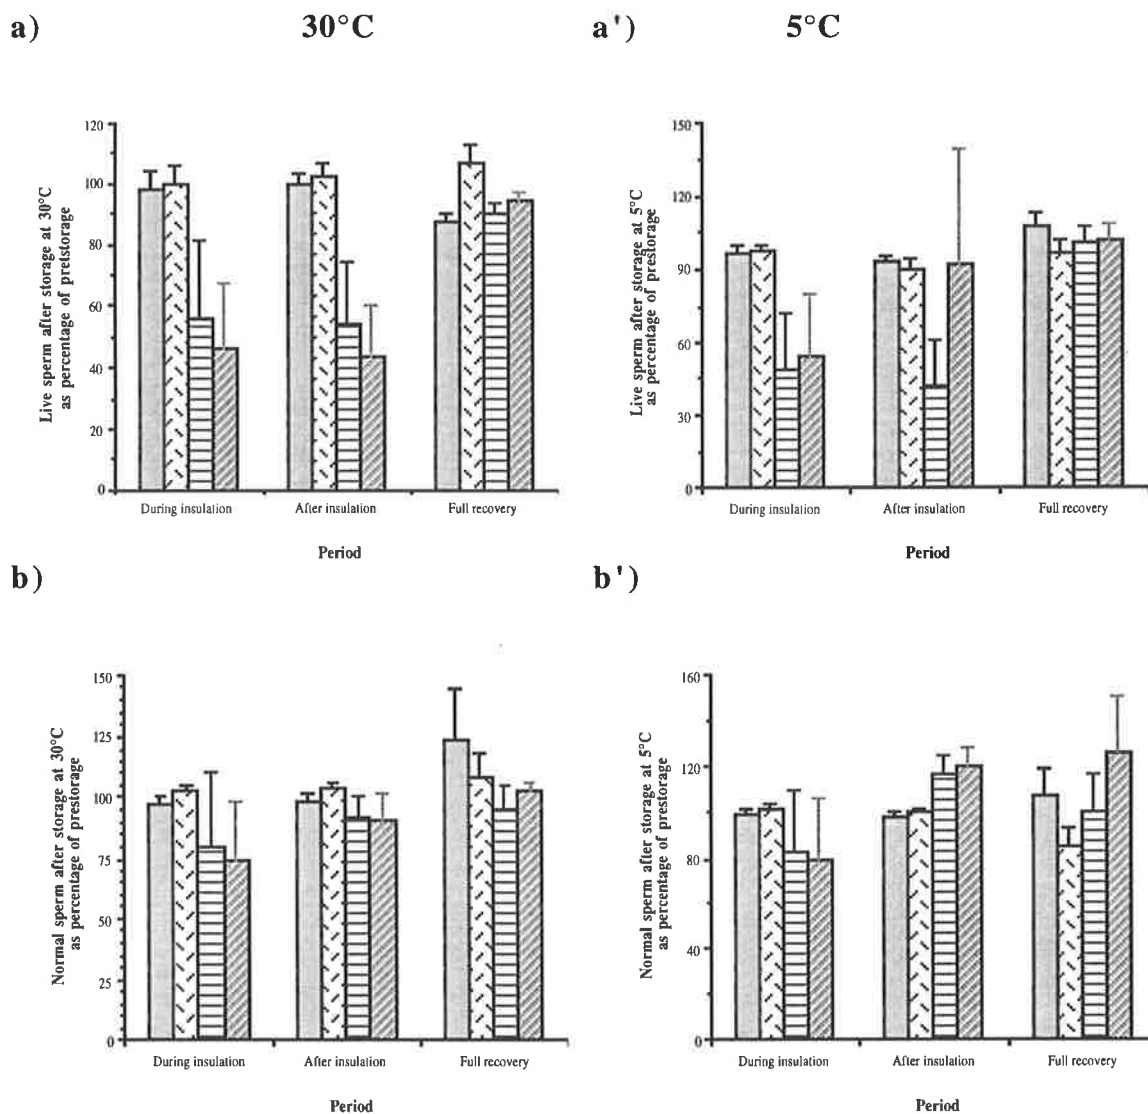 a) 30°C a') 5°C
Live sperm after storage at 30°C
as percentage of pretstorage
120
100
80
60
40
20
0
During insulation After insulation Full recovery
Period
Live sperm after storage at 5°C
as percentage of prestorage
150
120
90
60
30
0
During insulation After insulation Full recovery
Period
b) b')
Normal sperm after storage at 30°C
as percentage of prestorage
150
125
100
75
50
25
0
During insulation After insulation Full recovery
Period
Normal sperm after storage at 5°C
as percentage of prestorage
160
120
80
40
0
During insulation After insulation Full recovery
Period